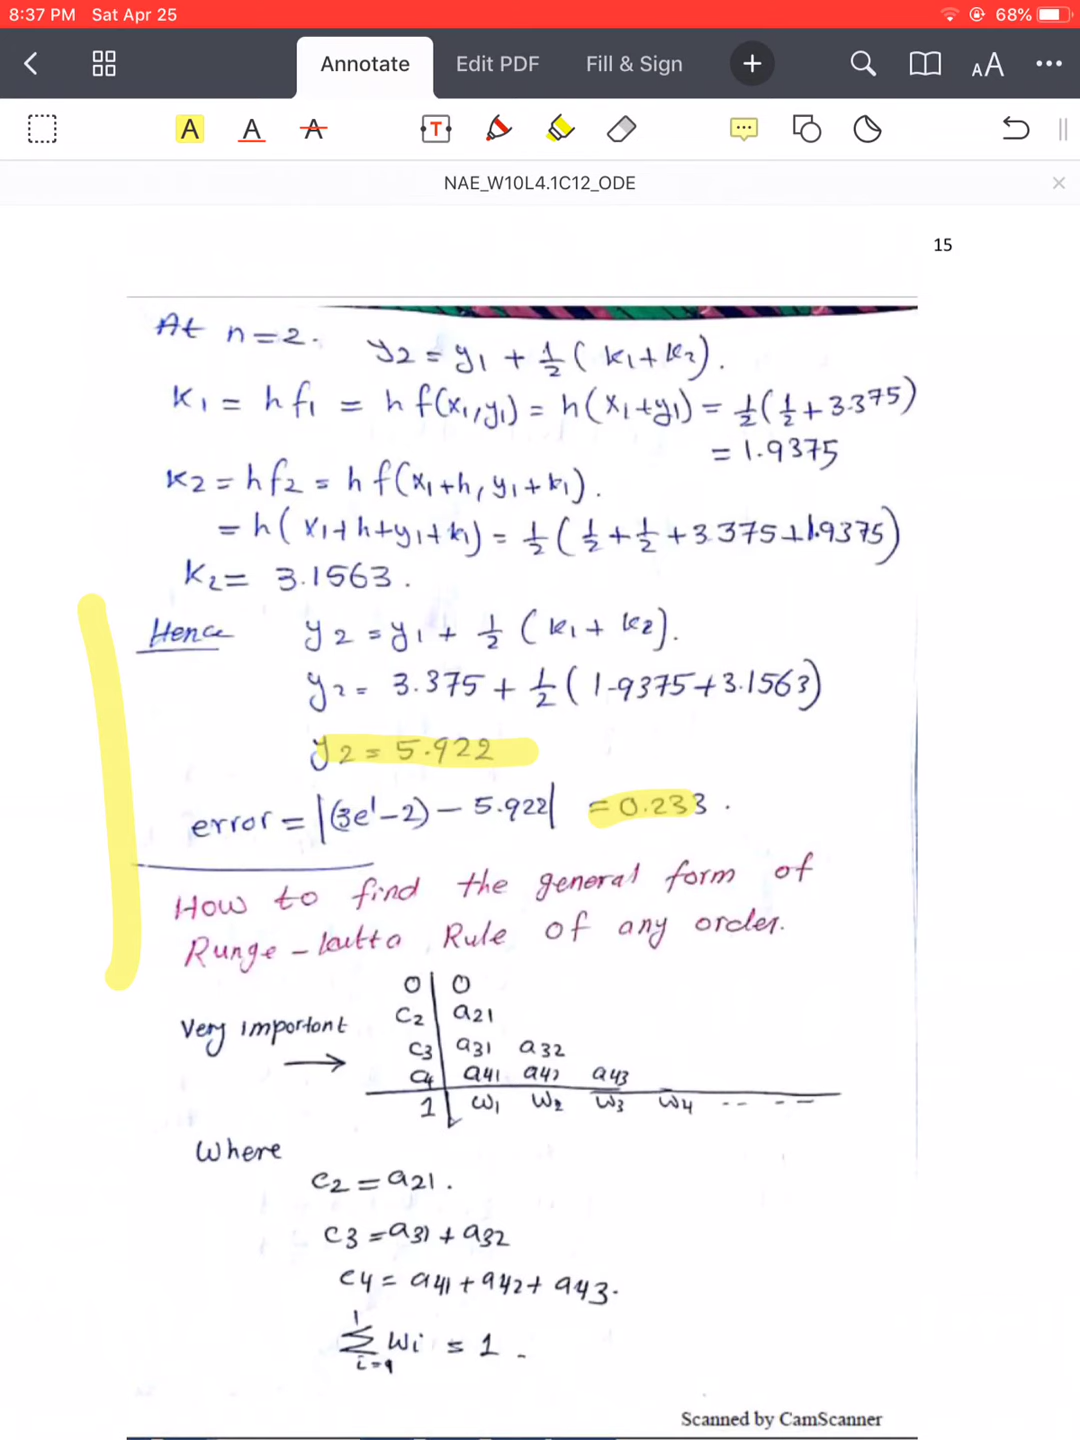 8:37 PM Sat Apr 25 68%
Annotate Edit PDF Fill & Sign + AA
A A A T
NAE_W10L4.1C12_ODE ×
15
At n=2. y2 = y1 + 1/2 ( k1+k2).
K1 = hf1 = h f(x1,y1) = h(x1+y1) = 1/2(1/2+3.375)
= 1.9375
k2 = hf2 = h f(x1+h, y1+k1).
= h( x1+h+y1+k1) = 1/2 (1/2+1/2+3.375+1.9375)
K2 = 3.1563.
Hence y2 = y1 + 1/2 ( k1+ k2).
y2 = 3.375 + 1/2 ( 1.9375+3.1563)
y2 = 5.922
error = |(3e¹-2) - 5.922| = 0.233.
How to find the general form of
Runge-kutta Rule of any order.
0 | 0
Very important C2 | a21
→ C3 | a31 a32
C4 | a41 a42 a43
1 | w1 w2 w3 w4 -- --
Where
C2 = a21.
C3 = a31 + a32
C4 = a41 + a42 + a43.
1
Σ wi = 1.
i=9
Scanned by CamScanner